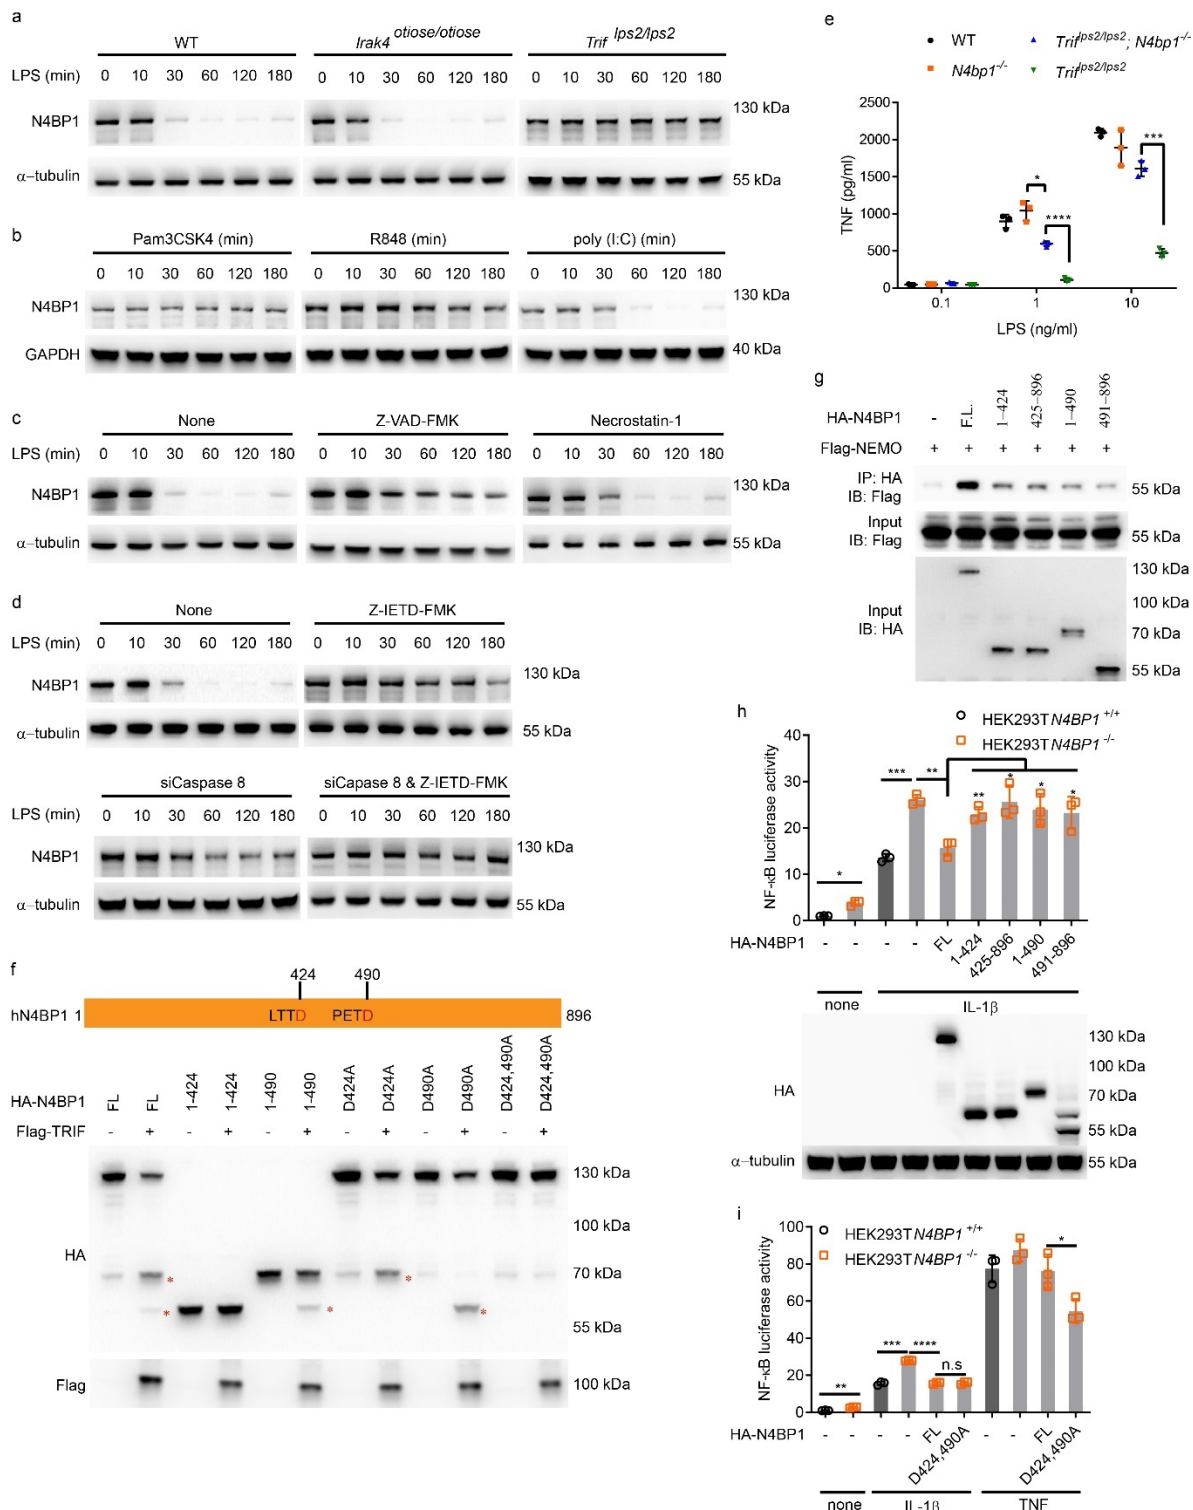 a
WT
Irak4 otiose/otiose
Trif lps2/lps2
LPS (min) 0 10 30 60 120 180 0 10 30 60 120 180 0 10 30 60 120 180
N4BP1 130 kDa
α−tubulin 55 kDa
b
Pam3CSK4 (min) R848 (min) poly (I:C) (min)
0 10 30 60 120 180 0 10 30 60 120 180 0 10 30 60 120 180
N4BP1 130 kDa
GAPDH 40 kDa
c
None Z-VAD-FMK Necrostatin-1
LPS (min) 0 10 30 60 120 180 0 10 30 60 120 180 0 10 30 60 120 180
N4BP1 130 kDa
α−tubulin 55 kDa
d
None Z-IETD-FMK
LPS (min) 0 10 30 60 120 180 0 10 30 60 120 180
N4BP1 130 kDa
α−tubulin 55 kDa
siCaspase 8 siCapase 8 & Z-IETD-FMK
LPS (min) 0 10 30 60 120 180 0 10 30 60 120 180
N4BP1 130 kDa
α−tubulin 55 kDa
e
WT Trif lps2/lps2; N4bp1-/-
N4bp1-/- Trif lps2/lps2
TNF (pg/ml)
2500
2000
1500
1000
500
0
* **** ***
0.1 1 10
LPS (ng/ml)
f
424 490
hN4BP1 1 LTTD PETD 896
HA-N4BP1 FL FL 1-424 1-424 1-490 1-490 D424A D424A D490A D490A D424,490A D424,490A
Flag-TRIF - + - + - + - + - + - +
HA
130 kDa
100 kDa
70 kDa
55 kDa
* * * * *
Flag 100 kDa
g
HA-N4BP1 - F.L. 1−424 425−896 1−490 491−896
Flag-NEMO + + + + + +
IP: HA
IB: Flag 55 kDa
Input
IB: Flag 55 kDa
Input
IB: HA
130 kDa
100 kDa
70 kDa
55 kDa
h
HEK293T N4BP1 +/+
HEK293T N4BP1 -/-
NF-κB luciferase activity
40
30
20
10
0
* *** ** ** * * *
HA-N4BP1 - - - - FL 1-424 425-896 1-490 491-896
none IL-1β
HA
130 kDa
100 kDa
70 kDa
55 kDa
α−tubulin 55 kDa
i
HEK293T N4BP1 +/+
HEK293T N4BP1 -/-
NF-κB luciferase activity
100
80
60
40
20
0
** *** **** n.s *
HA-N4BP1 - - - - FL D424,490A - - FL D424,490A
none IL-1β TNF